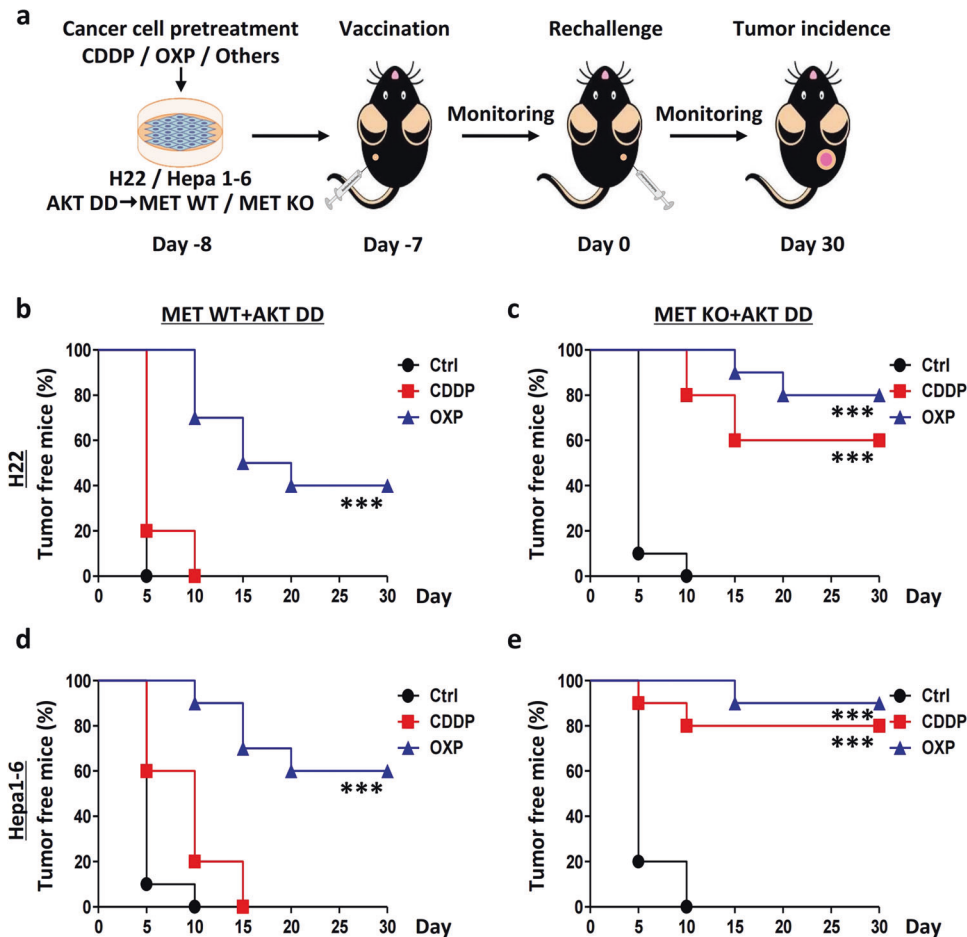 a
Cancer cell pretreatment
CDDP / OXP / Others
H22 / Hepa 1-6
AKT DD→MET WT / MET KO
Day -8
Vaccination
Day -7
Monitoring
Rechallenge
Day 0
Monitoring
Tumor incidence
Day 30
b
MET WT+AKT DD
H22
Tumor free mice (%)
100
80
60
40
20
0
0 5 10 15 20 25 30 Day
Ctrl
CDDP
OXP
***
c
MET KO+AKT DD
Tumor free mice (%)
100
80
60
40
20
0
0 5 10 15 20 25 30 Day
Ctrl
CDDP
OXP
***
***
d
Hepa1-6
Tumor free mice (%)
100
80
60
40
20
0
0 5 10 15 20 25 30 Day
Ctrl
CDDP
OXP
***
e
Tumor free mice (%)
100
80
60
40
20
0
0 5 10 15 20 25 30 Day
Ctrl
CDDP
OXP
***
***